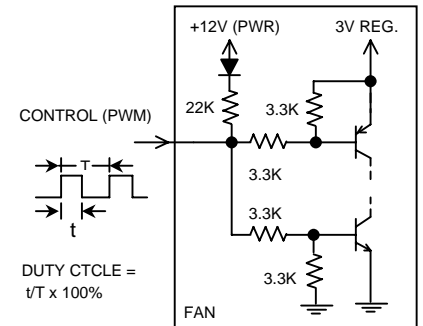 +12V (PWR)
3V REG.
22K
3.3K
CONTROL (PWM)
T
3.3K
t
3.3K
DUTY CTCLE =
t/T x 100%
3.3K
FAN